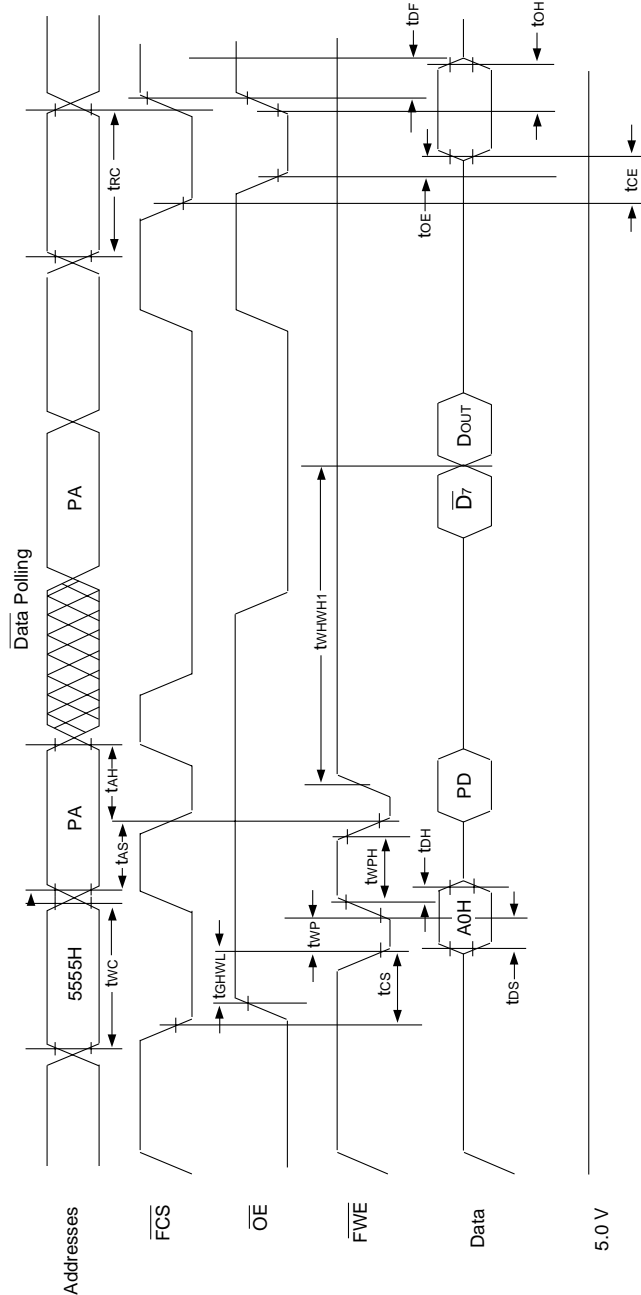 Data Polling
Addresses
5555H
PA
PA
tWC
tAS
tAH
tRC
FCS
OE
tGHWL
FWE
tWP
tCS
tWPH
tWHWH1
tDH
tDS
Data
A0H
PD
D7
DOUT
tOE
tDF
tOH
tCE
5.0 V